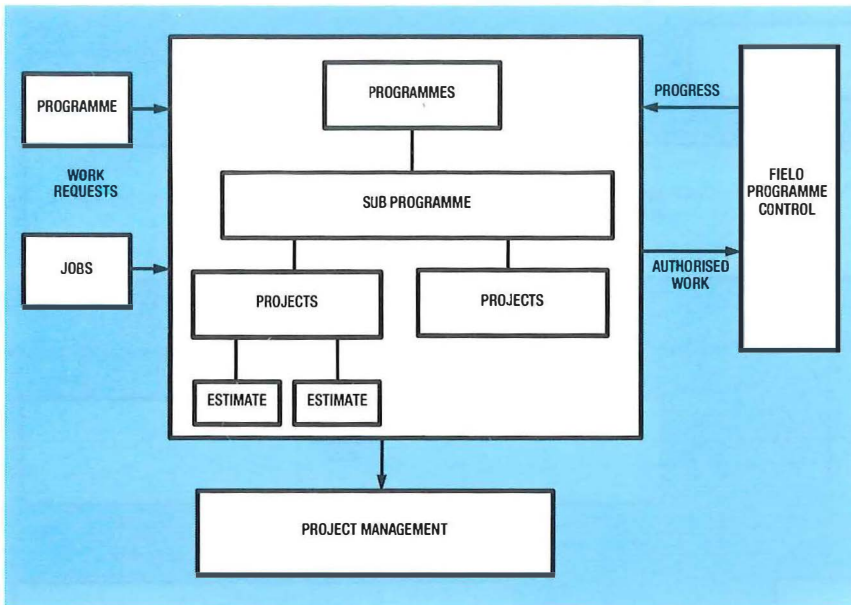 PROGRAMME
WORK
REQUESTS
JOBS
PROGRAMMES
SUB PROGRAMME
PROJECTS
PROJECTS
ESTIMATE
ESTIMATE
PROJECT MANAGEMENT
PROGRESS
AUTHORISED
WORK
FIELO
PROGRAMME
CONTROL